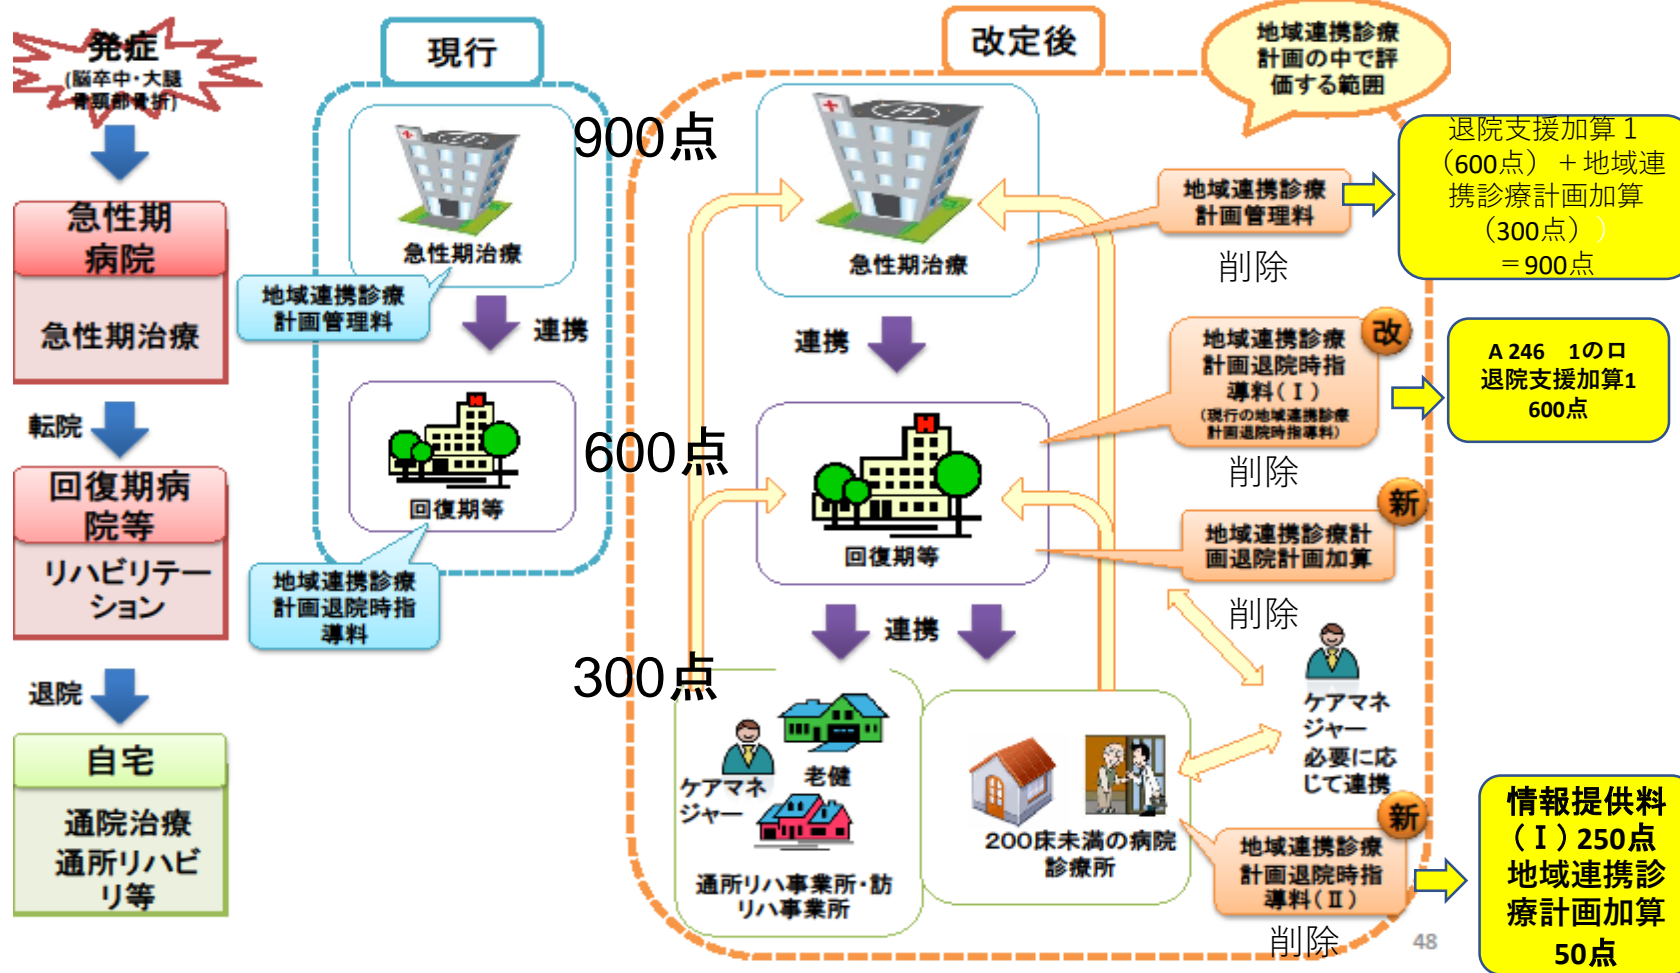 発症
(脳卒中・大腿
骨頸部骨折)
急性期
病院
急性期治療
転院
回復期病
院等
リハビリテー
ション
退院
自宅
通院治療
通所リハビ
リ等
現行
急性期治療
地域連携診療
計画管理料
連携
回復期等
地域連携診療
計画退院時指
導料
900点
600点
300点
改定後
地域連携診療
計画の中で評
価する範囲
急性期治療
地域連携診療
計画管理料
削除
退院支援加算１
（600点）＋地域連
携診療計画加算
（300点））
＝900点
連携
地域連携診療
計画退院時指
導料(Ⅰ)
(現行の地域連携診療
計画退院時指導料)
改
削除
A 246　1のロ
退院支援加算1
600点
回復期等
地域連携診療計
画退院計画加算
新
削除
連携
ケアマネ
ジャー
老健
通所リハ事業所・訪
リハ事業所
200床未満の病院
診療所
ケアマネ
ジャー
必要に応
じて連携
地域連携診療
計画退院時指
導料(Ⅱ)
新
削除
情報提供料
(Ⅰ) 250点
地域連携診
療計画加算
50点
48